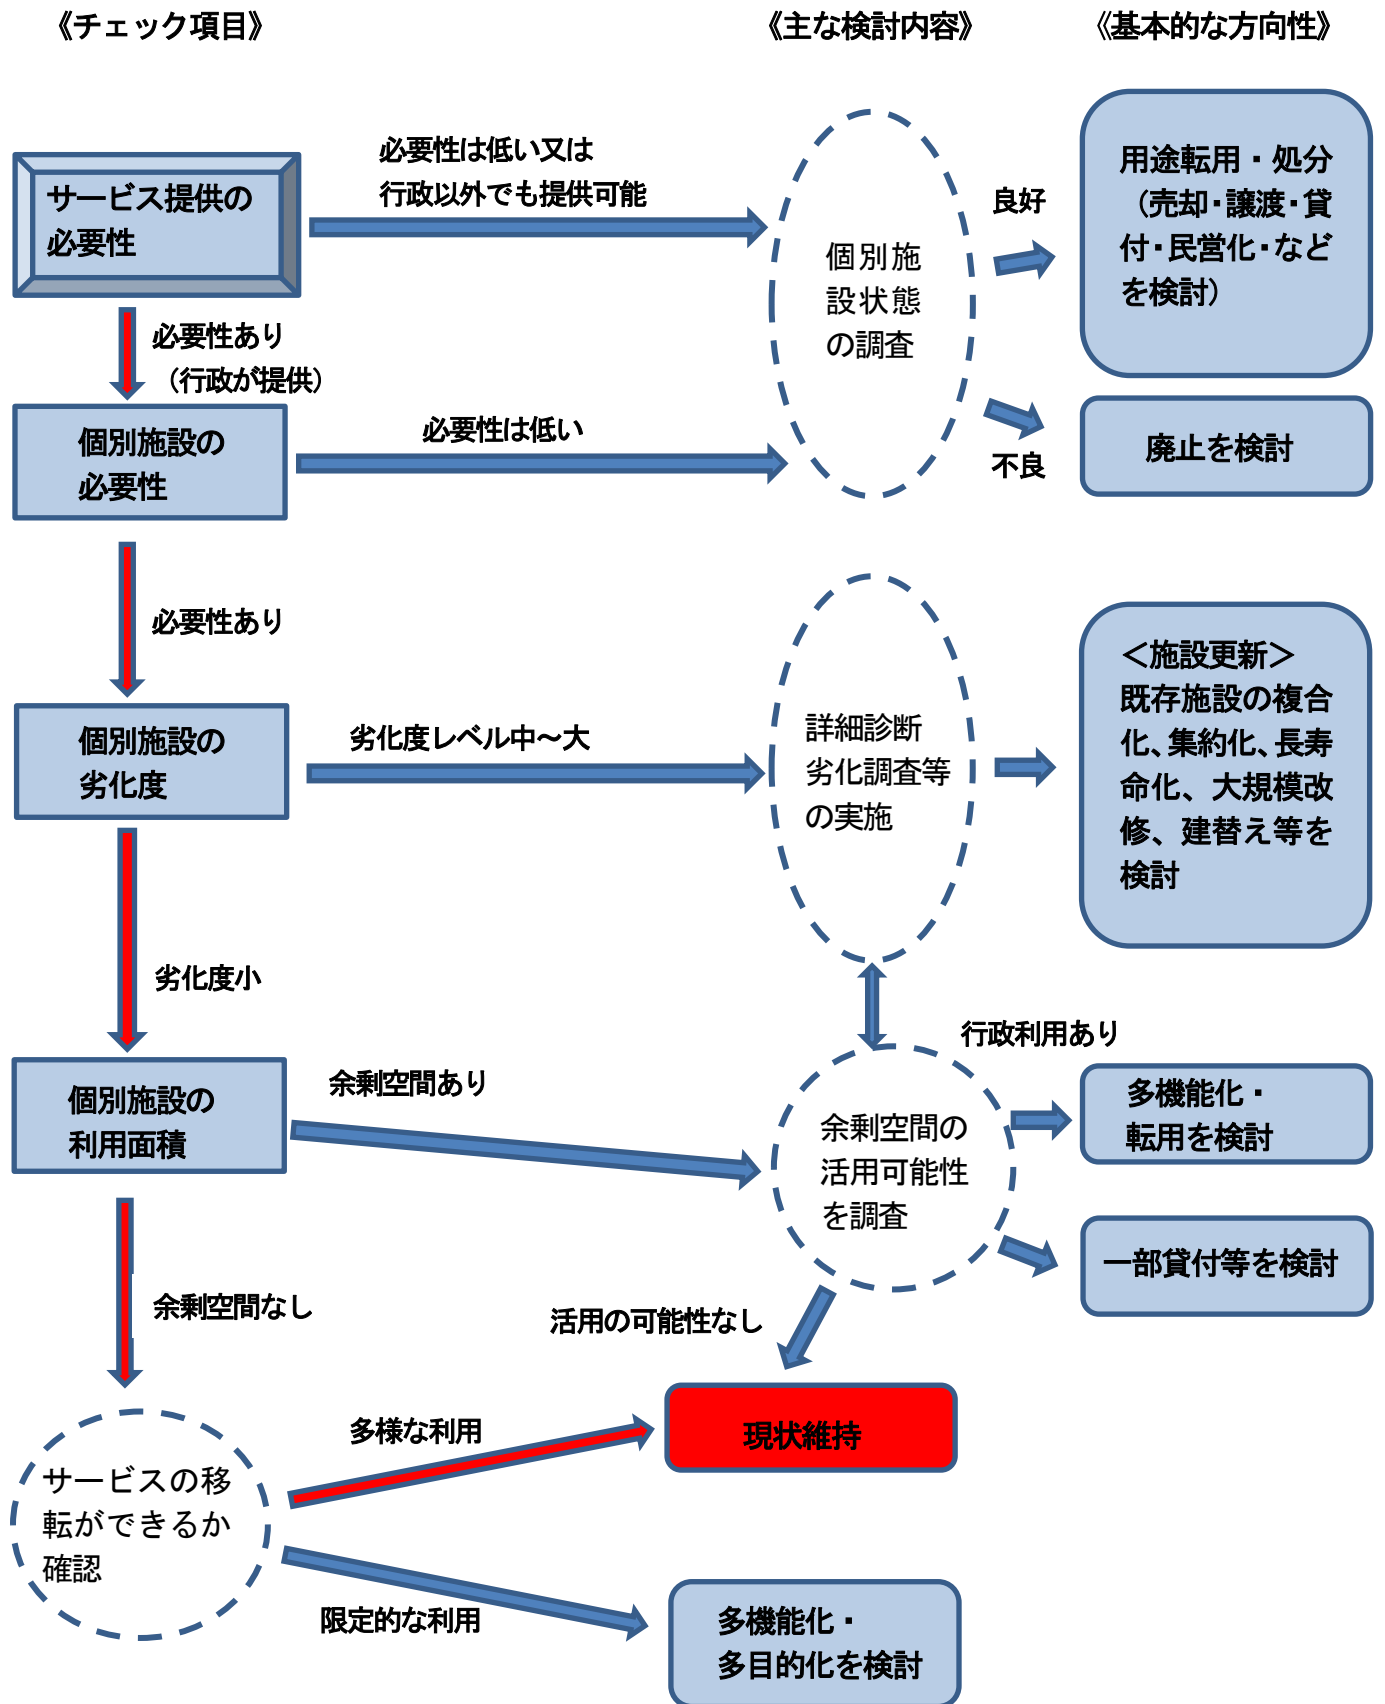 《チェック項目》
《主な検討内容》
《基本的な方向性》
サービス提供の
必要性
必要性は低い又は
行政以外でも提供可能
個別施
設状態
の調査
良好
用途転用・処分
（売却・譲渡・貸
付・民営化・など
を検討）
必要性あり
（行政が提供）
個別施設の
必要性
必要性は低い
不良
廃止を検討
必要性あり
個別施設の
劣化度
劣化度レベル中～大
詳細診断
劣化調査等
の実施
＜施設更新＞
既存施設の複合
化、集約化、長寿
命化、大規模改
修、建替え等を
検討
劣化度小
個別施設の
利用面積
余剰空間あり
余剰空間の
活用可能性
を調査
行政利用あり
多機能化・
転用を検討
一部貸付等を検討
余剰空間なし
活用の可能性なし
サービスの移
転ができるか
確認
多様な利用
現状維持
限定的な利用
多機能化・
多目的化を検討